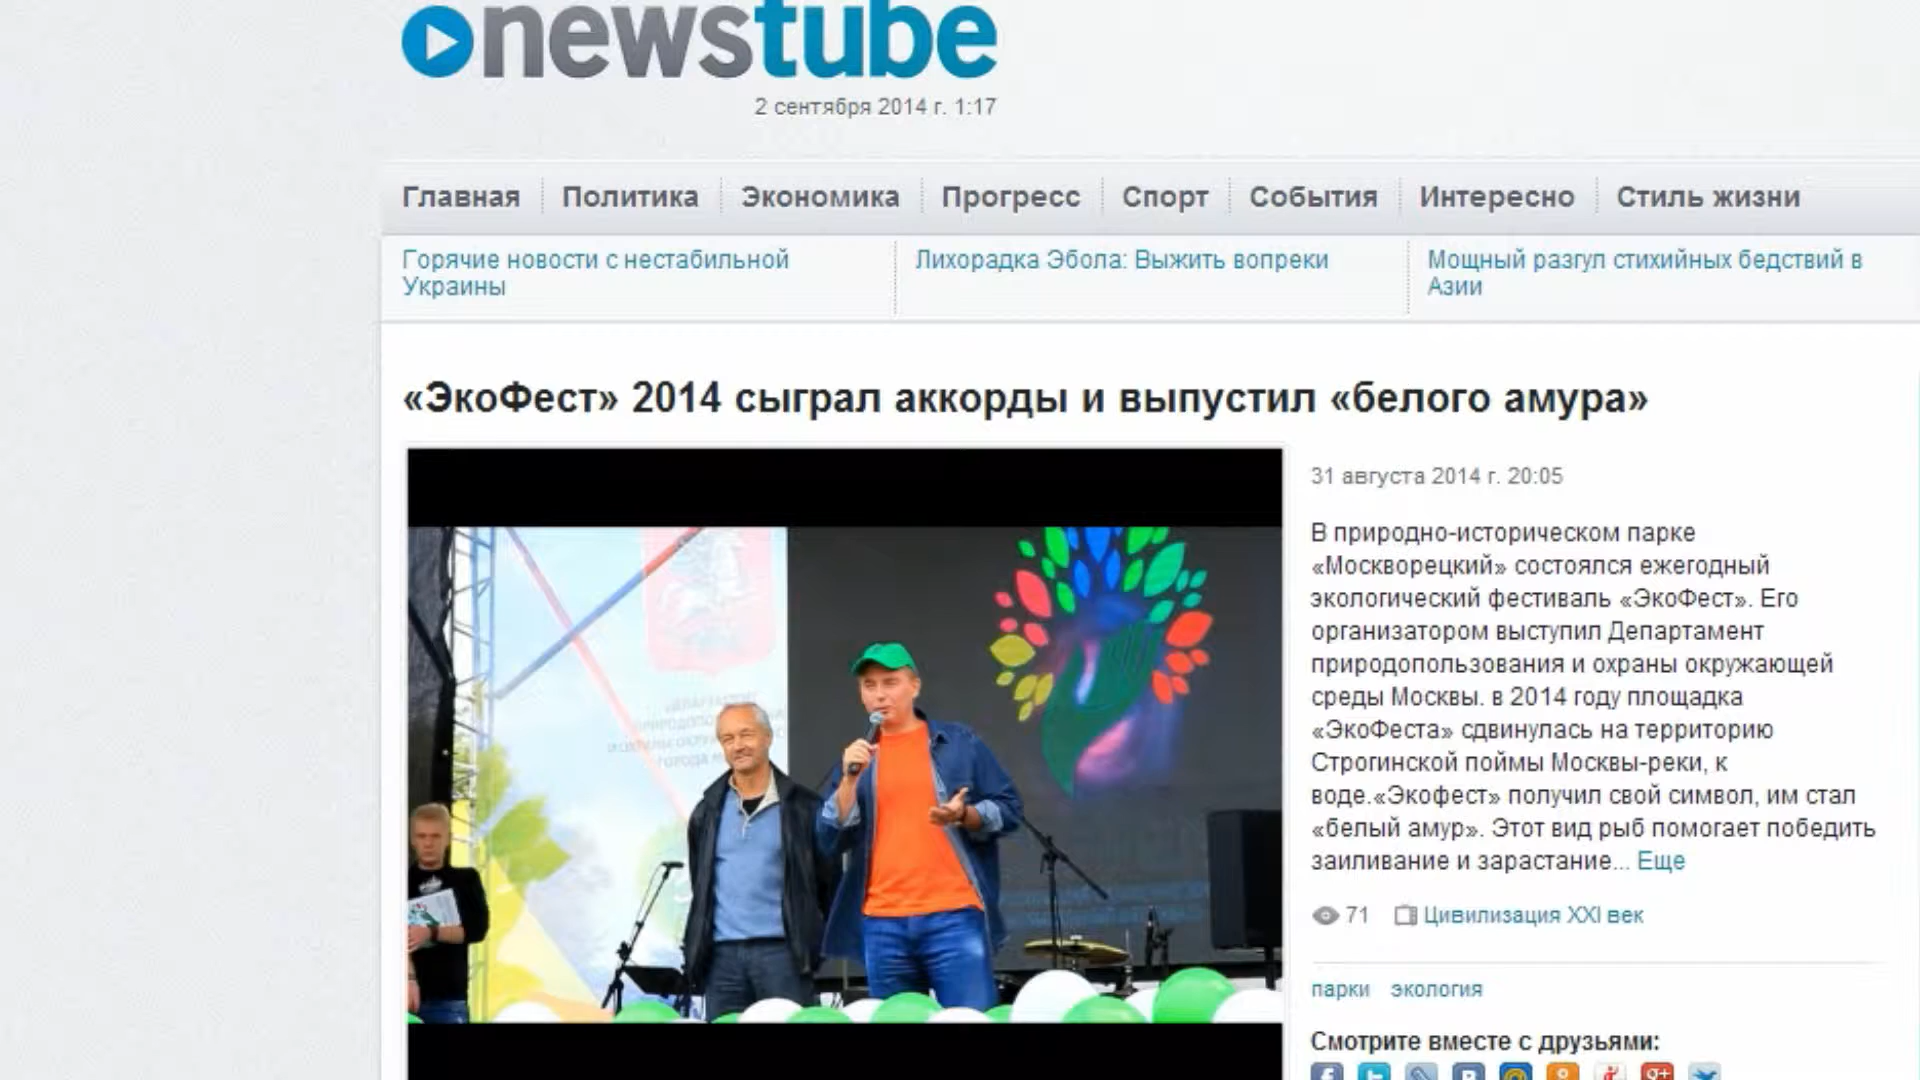 newstube
2 сентября 2014 г. 1:17
Главная Политика Экономика Прогресс Спорт События Интересно Стиль жизни
Горячие новости с нестабильной
Украины
Лихорадка Эбола: Выжить вопреки
Мощный разгул стихийных бедствий в
Азии
«ЭкоФест» 2014 сыграл аккорды и выпустил «белого амура»
31 августа 2014 г. 20:05
В природно-историческом парке
«Москворецкий» состоялся ежегодный
экологический фестиваль «ЭкоФест». Его
организатором выступил Департамент
природопользования и охраны окружающей
среды Москвы. в 2014 году площадка
«ЭкоФеста» сдвинулась на территорию
Строгинской поймы Москвы-реки, к
воде.«Экофест» получил свой символ, им стал
«белый амур». Этот вид рыб помогает победить
заиливание и зарастание... Еще
71 Цивилизация XXI век
парки экология
Смотрите вместе с друзьями: